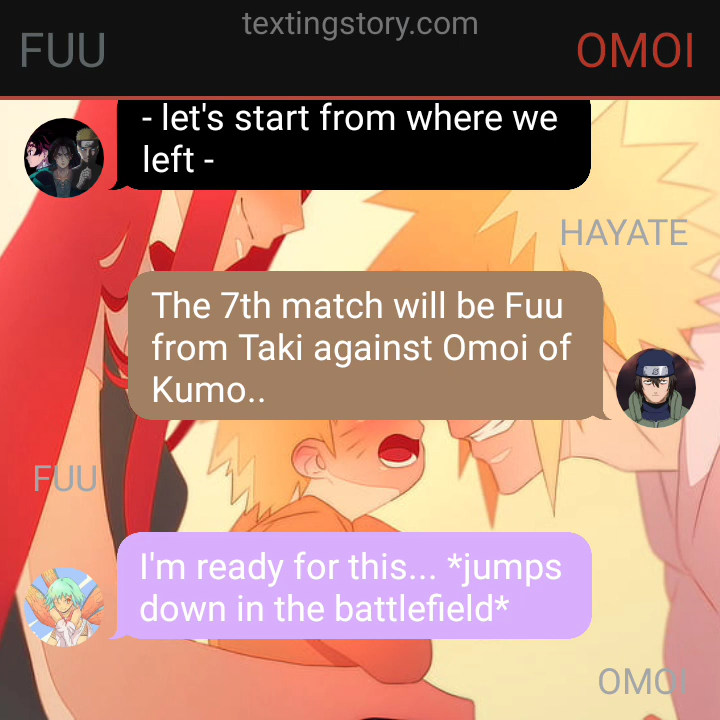 textingstory.com
FUU
OMOI
- let's start from where we
left -
HAYATE
The 7th match will be Fuu
from Taki against Omoi of
Kumo..
FUU
I'm ready for this... *jumps
down in the battlefield*
OMOI